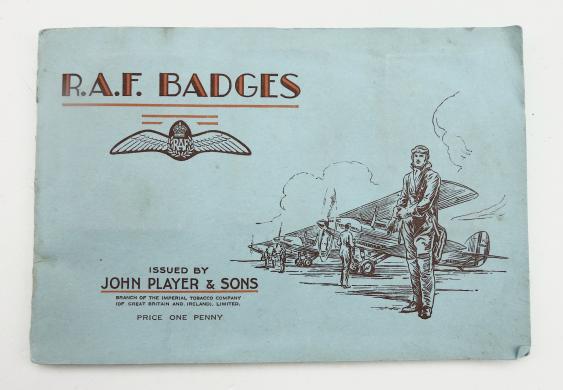 R.A.F. BADGES
RAF
ISSUED BY
JOHN PLAYER & SONS
BRANCH OF THE IMPERIAL TOBACCO COMPANY
(OF GREAT BRITAIN AND IRELAND), LIMITED.
PRICE ONE PENNY